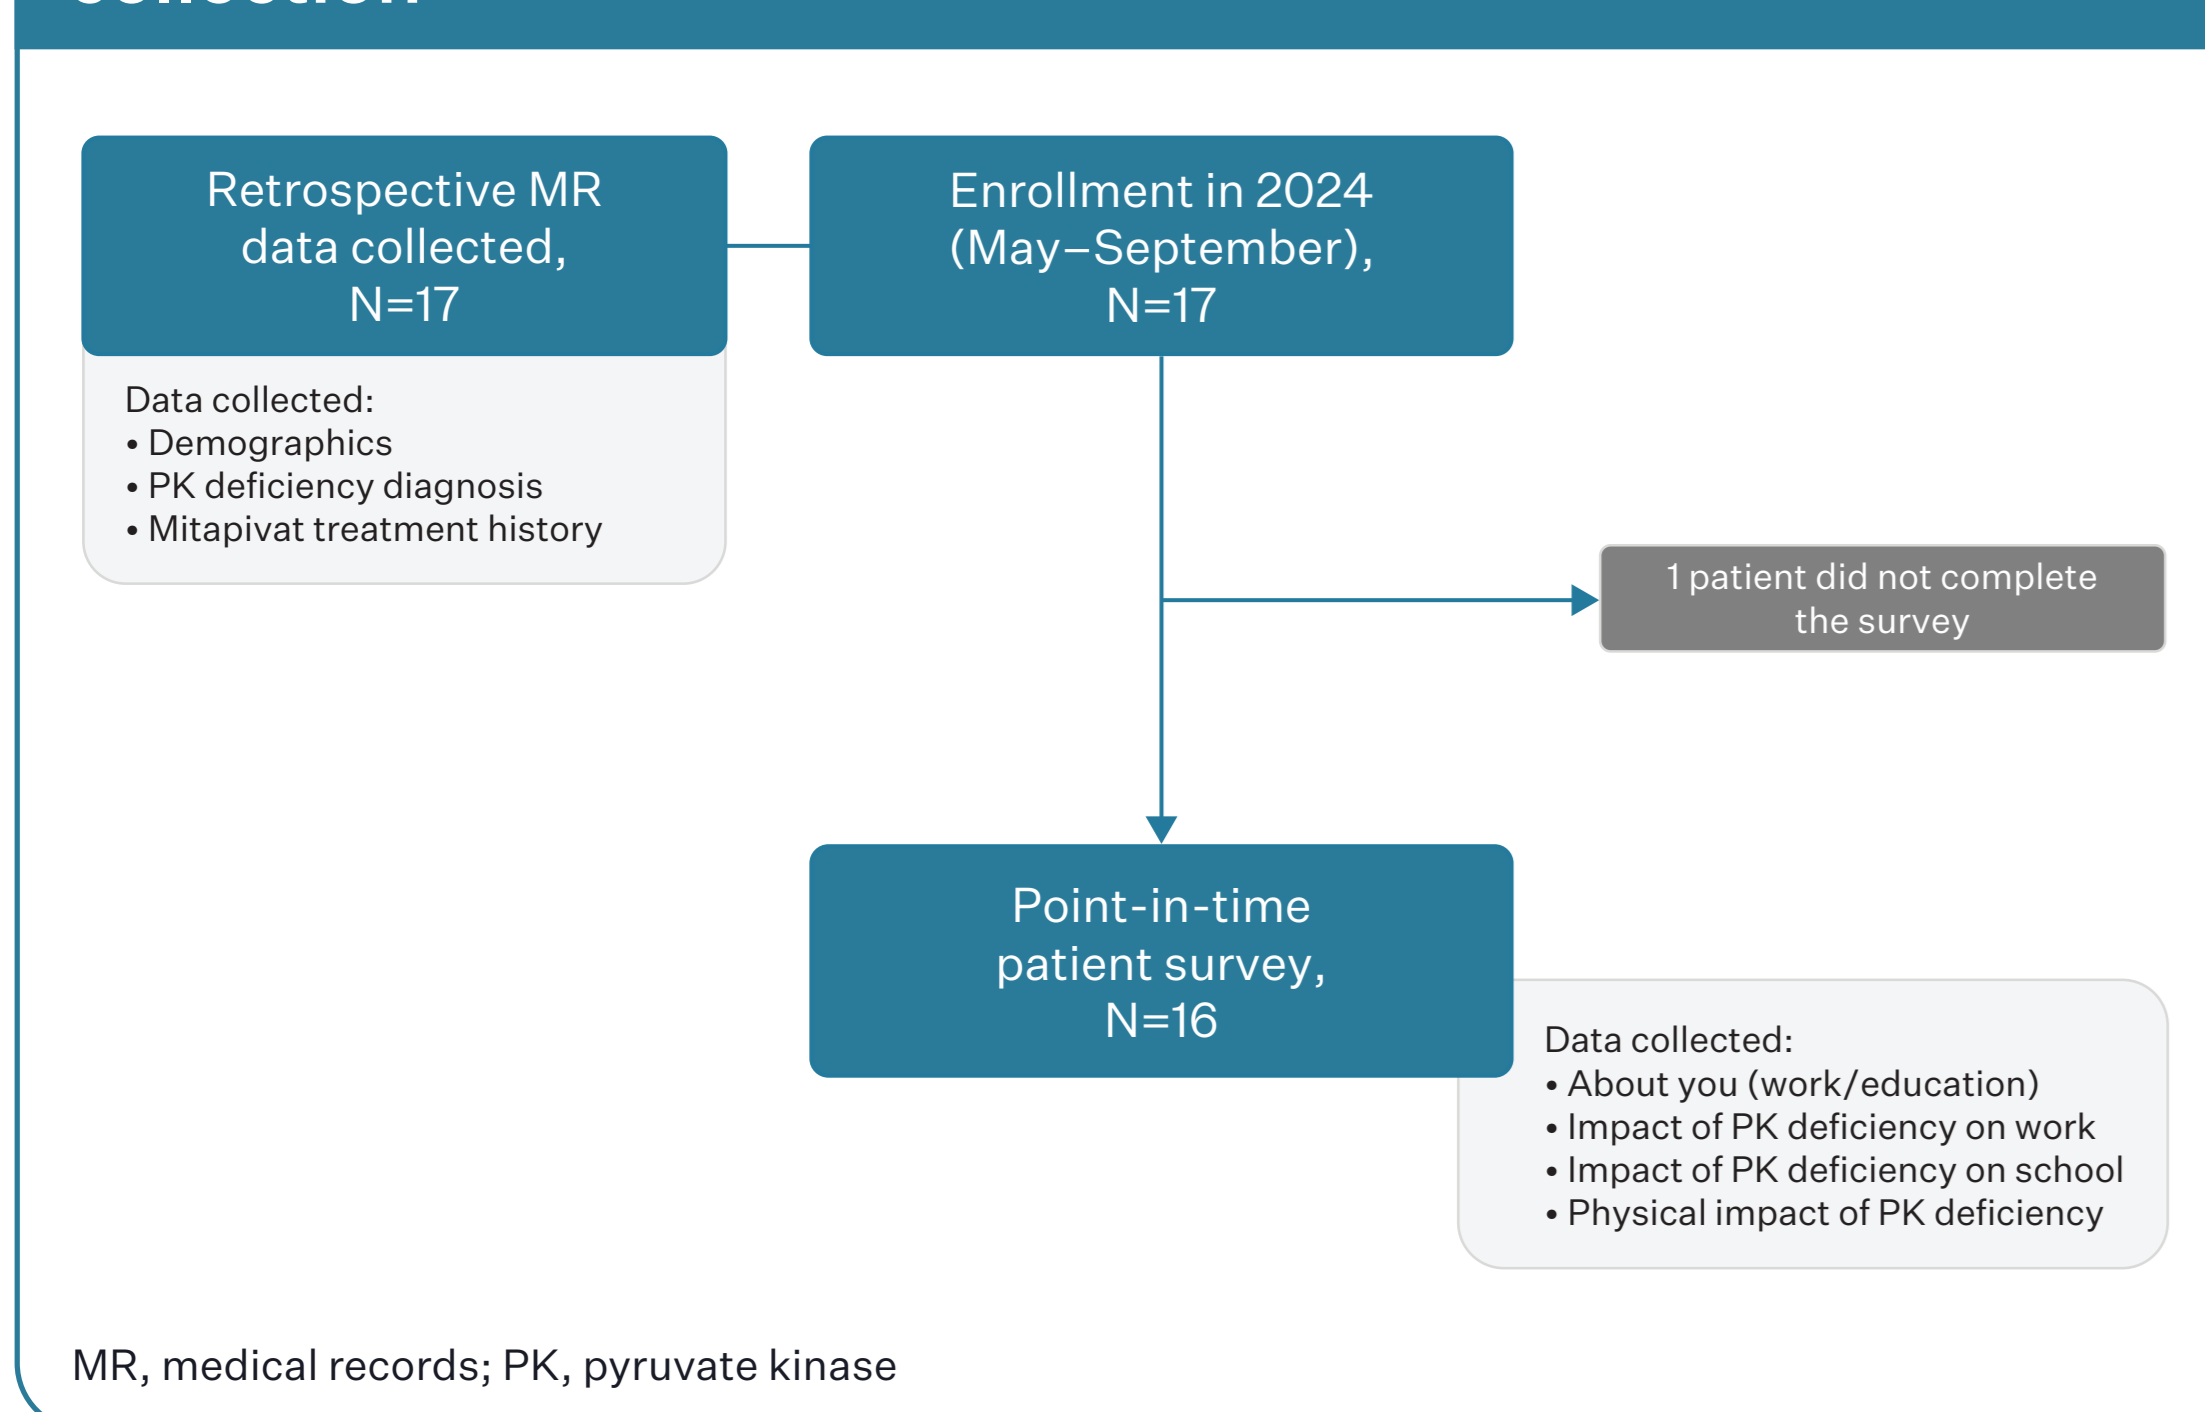 Retrospective MR
data collected,
N=17
Data collected:
• Demographics
• PK deficiency diagnosis
• Mitapivat treatment history
Enrollment in 2024
(May–September),
N=17
1 patient did not complete
the survey
Point-in-time
patient survey,
N=16
Data collected:
• About you (work/education)
• Impact of PK deficiency on work
• Impact of PK deficiency on school
• Physical impact of PK deficiency
MR, medical records; PK, pyruvate kinase